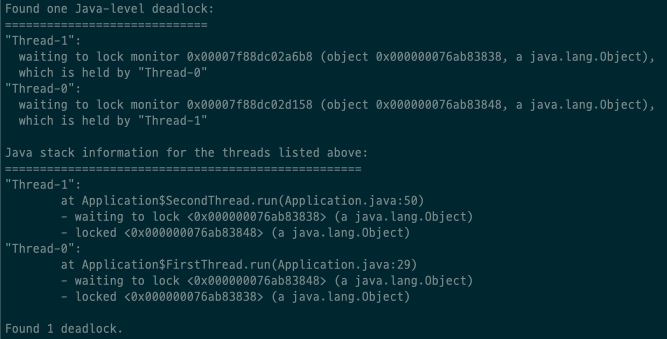 Found one Java-level deadlock:
=============================
"Thread-1":
  waiting to lock monitor 0x00007f88dc02a6b8 (object 0x000000076ab83838, a java.lang.Object),
  which is held by "Thread-0"
"Thread-0":
  waiting to lock monitor 0x00007f88dc02d158 (object 0x000000076ab83848, a java.lang.Object),
  which is held by "Thread-1"

Java stack information for the threads listed above:
===================================================
"Thread-1":
        at Application$SecondThread.run(Application.java:50)
        - waiting to lock <0x000000076ab83838> (a java.lang.Object)
        - locked <0x000000076ab83848> (a java.lang.Object)
"Thread-0":
        at Application$FirstThread.run(Application.java:29)
        - waiting to lock <0x000000076ab83848> (a java.lang.Object)
        - locked <0x000000076ab83838> (a java.lang.Object)

Found 1 deadlock.